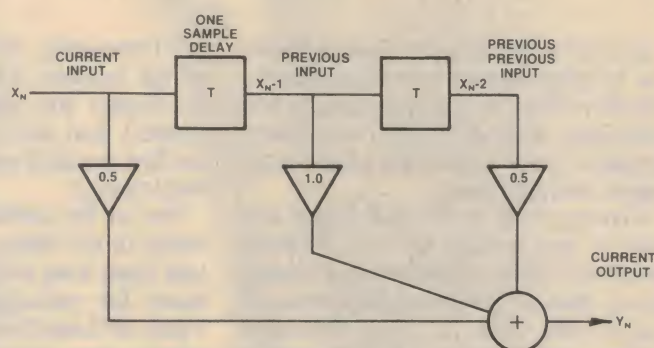 ONE
SAMPLE
DELAY
CURRENT
INPUT
PREVIOUS
INPUT
PREVIOUS
PREVIOUS
INPUT
X_N
T
X_N-1
T
X_N-2
0.5
1.0
0.5
CURRENT
OUTPUT
+
Y_N